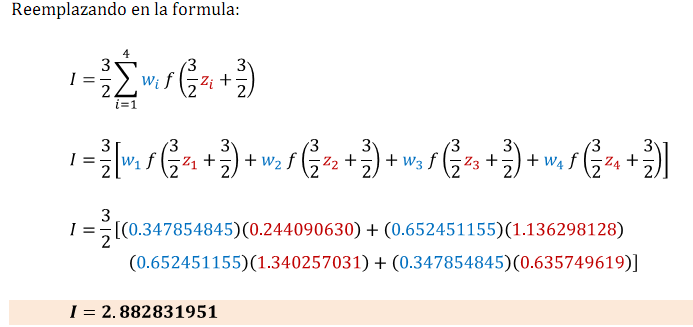 Reemplazando en la formula:
I = 3/2 ∑_{i=1}^{4} w_i f(3/2 z_i + 3/2)
I = 3/2 [w_1 f(3/2 z_1 + 3/2) + w_2 f(3/2 z_2 + 3/2) + w_3 f(3/2 z_3 + 3/2) + w_4 f(3/2 z_4 + 3/2)]
I = 3/2 [(0.347854845)(0.244090630) + (0.652451155)(1.136298128)
(0.652451155)(1.340257031) + (0.347854845)(0.635749619)]
I = 2.882831951